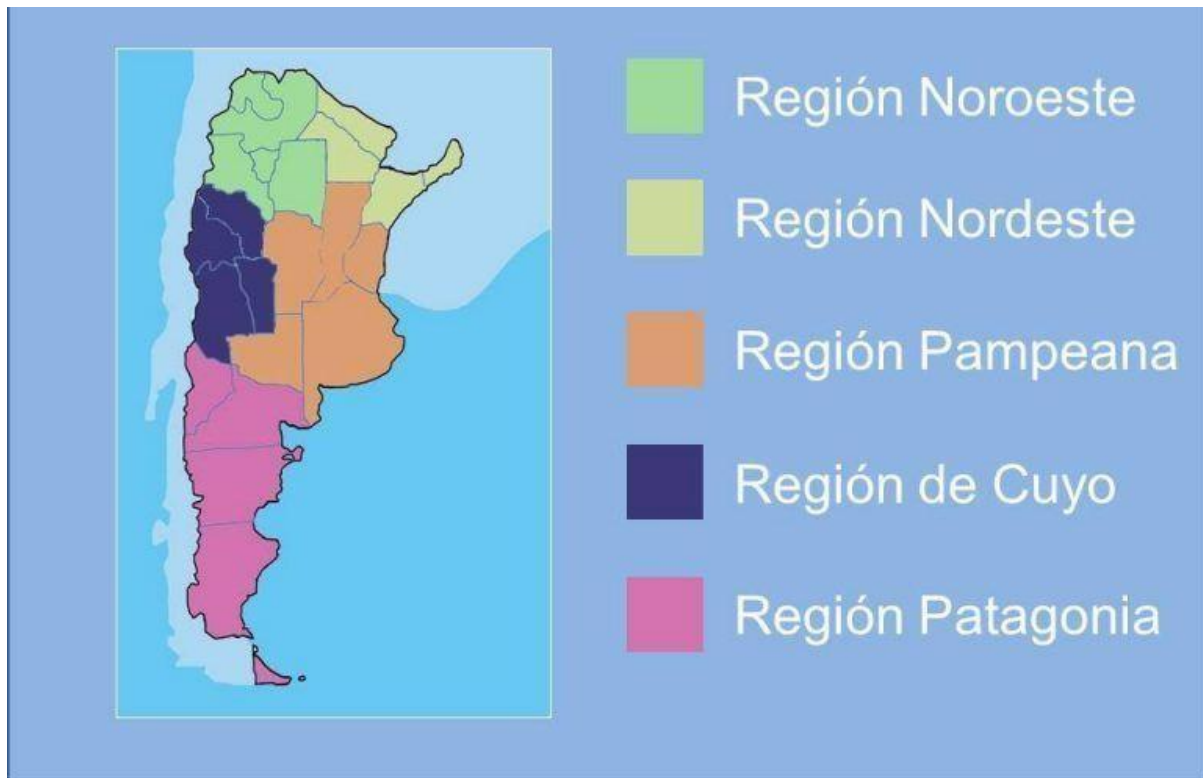 Región Noroeste
Región Nordeste
Región Pampeana
Región de Cuyo
Región Patagonia